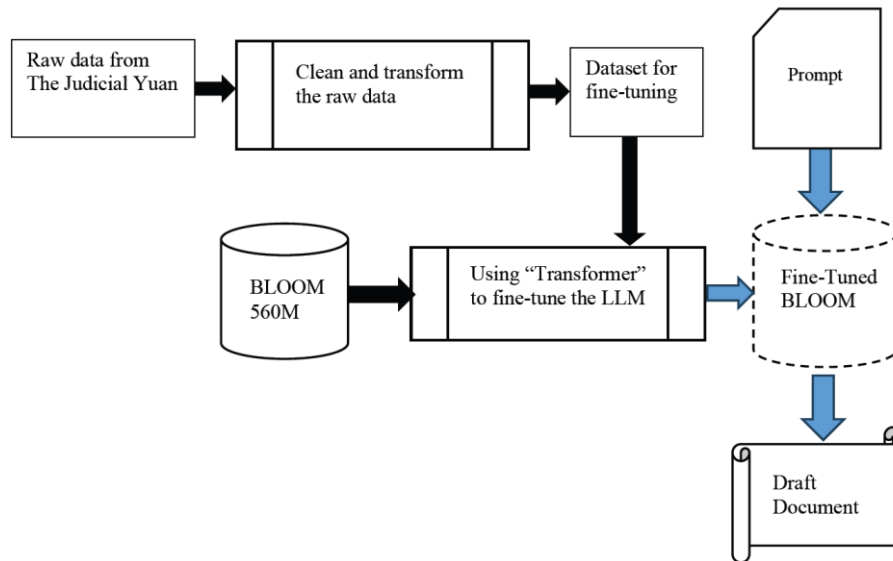 Raw data from
The Judicial Yuan
Clean and transform
the raw data
Dataset for
fine-tuning
Prompt
BLOOM
560M
Using “Transformer”
to fine-tune the LLM
Fine-Tuned
BLOOM
Draft
Document